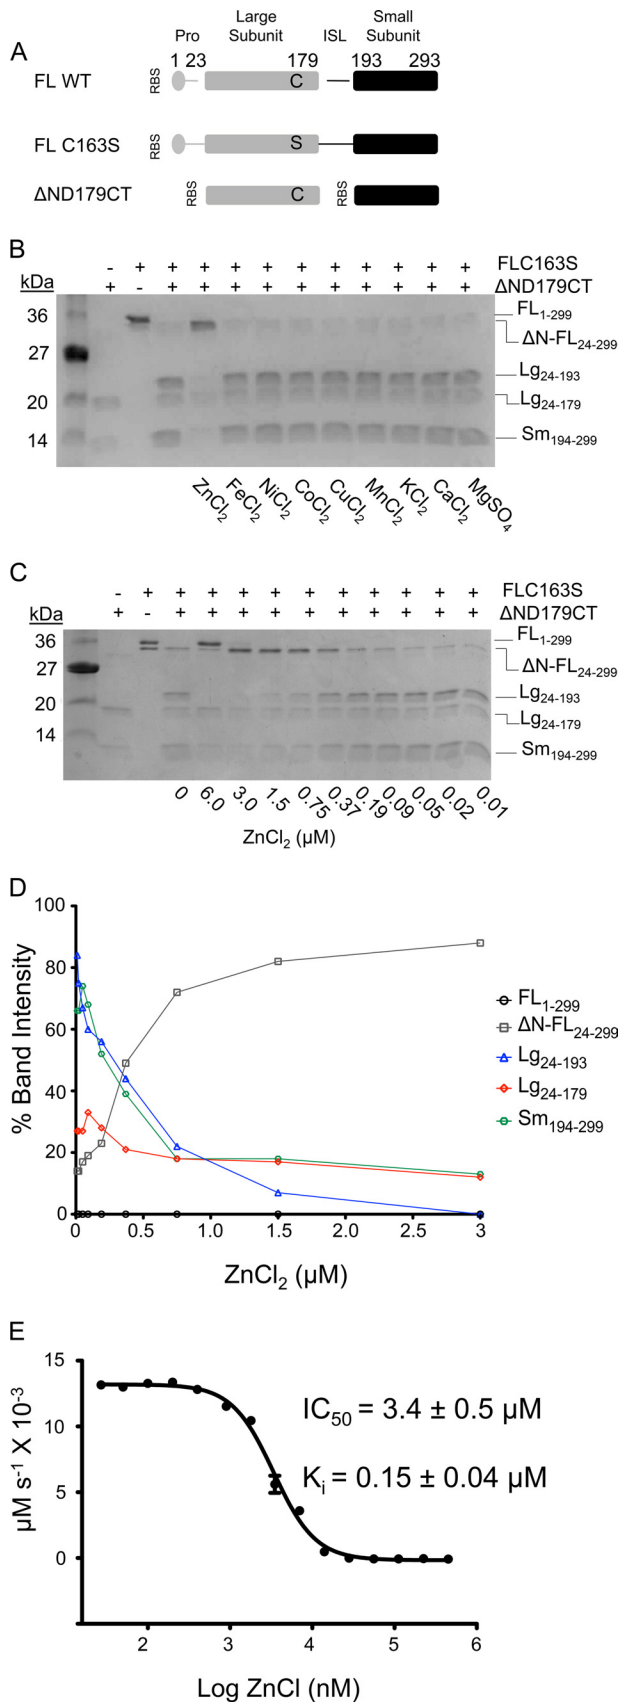 A
Pro
Large Subunit
ISL
Small Subunit
1 23 179 193 293
FL WT RBS C
FL C163S RBS S
ΔND179CT RBS C RBS
B
- + + + + + + + + + + + FLC163S
+ - + + + + + + + + + + ΔND179CT
kDa
36
27
20
14
FL1-299
ΔN-FL24-299
Lg24-193
Lg24-179
Sm194-299
ZnCl2 FeCl2 NiCl2 CoCl2 CuCl2 MnCl2 KCl2 CaCl2 MgSO4
C
- + + + + + + + + + + + + FLC163S
+ - + + + + + + + + + + + ΔND179CT
kDa
36
27
20
14
FL1-299
ΔN-FL24-299
Lg24-193
Lg24-179
Sm194-299
0 6.0 3.0 1.5 0.75 0.37 0.19 0.09 0.05 0.02 0.01
ZnCl2 (µM)
D
% Band Intensity
100
80
60
40
20
0
0 0.5 1.0 1.5 2.0 2.5 3
ZnCl2 (µM)
FL1-299
ΔN-FL24-299
Lg24-193
Lg24-179
Sm194-299
E
µM s-1 X 10-3
15
10
5
0
IC50 = 3.4 ± 0.5 µM
Ki = 0.15 ± 0.04 µM
2 3 4 5 6
Log ZnCl (nM)